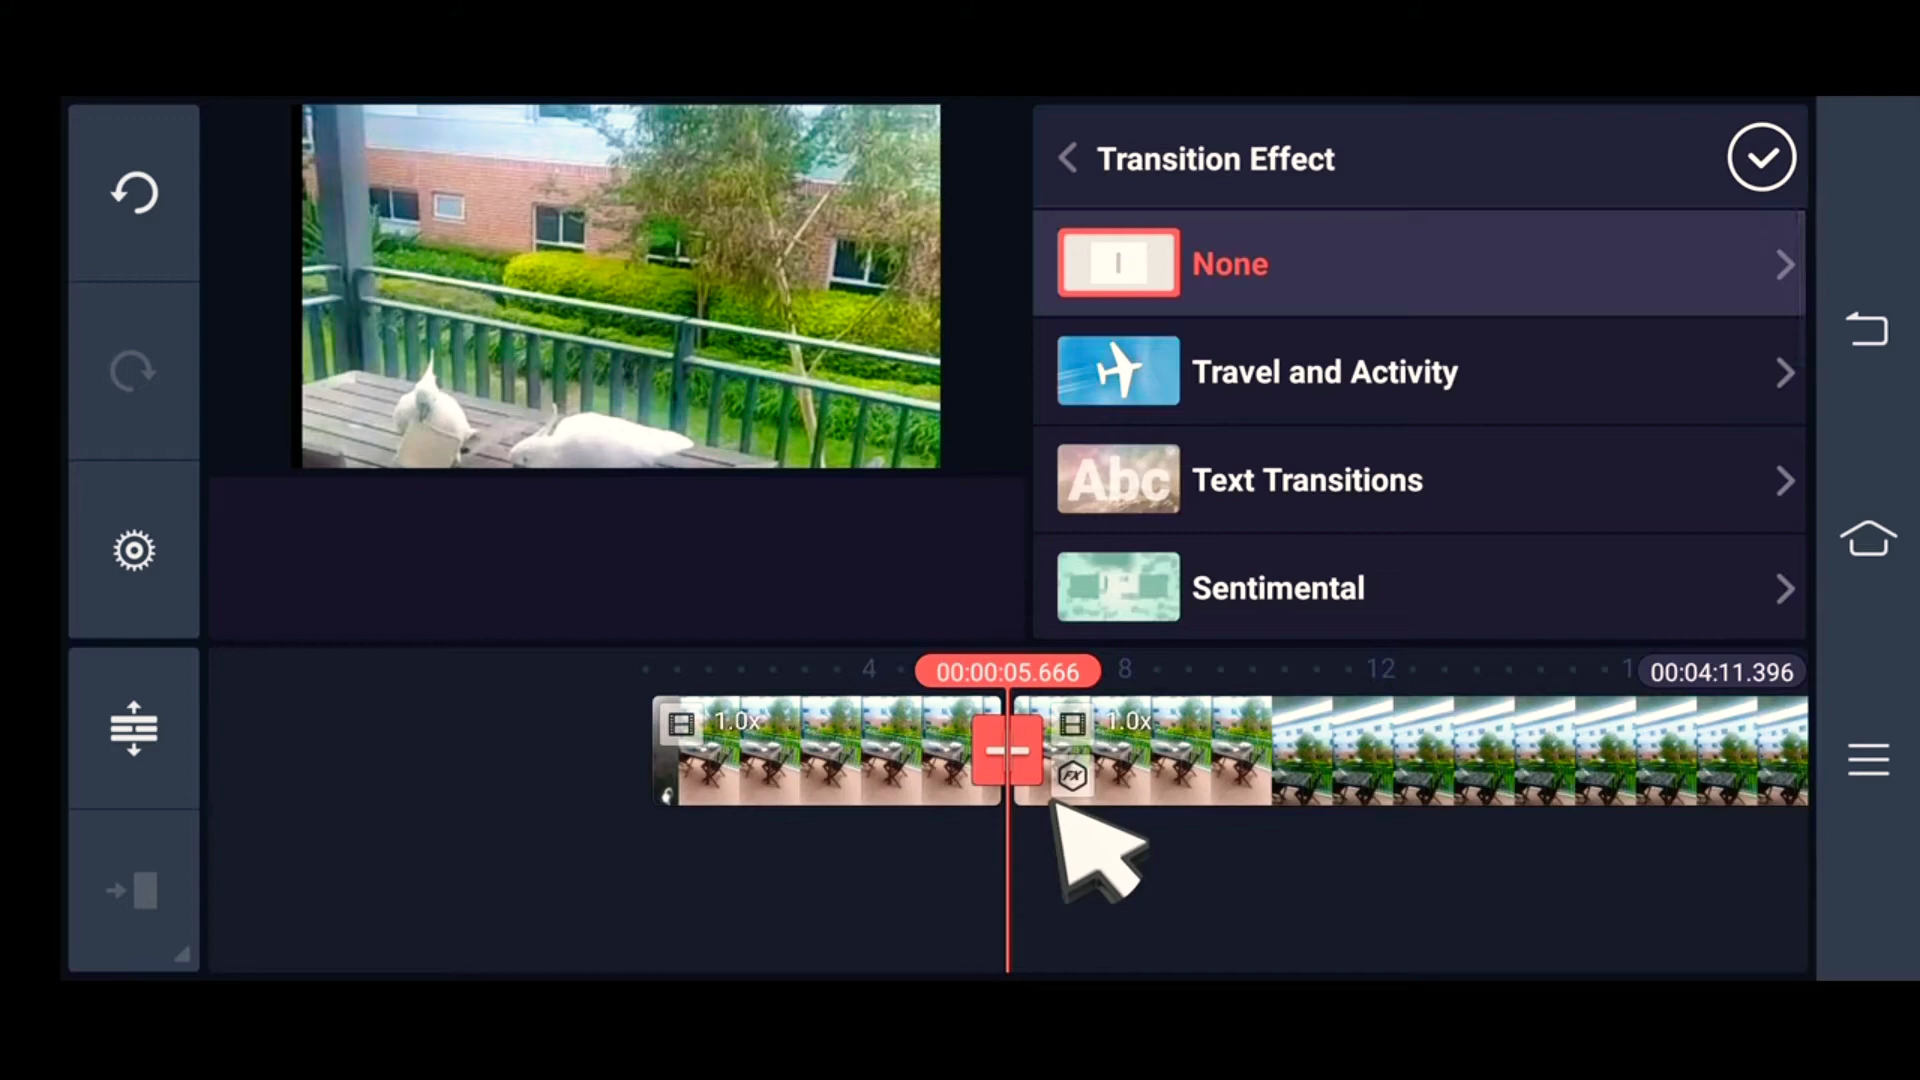 Transition Effect
None
Travel and Activity
Abc
Text Transitions
Sentimental
4
00:00:05.666
8
12
1
00:04:11.396
1.0x
1.0x
FX